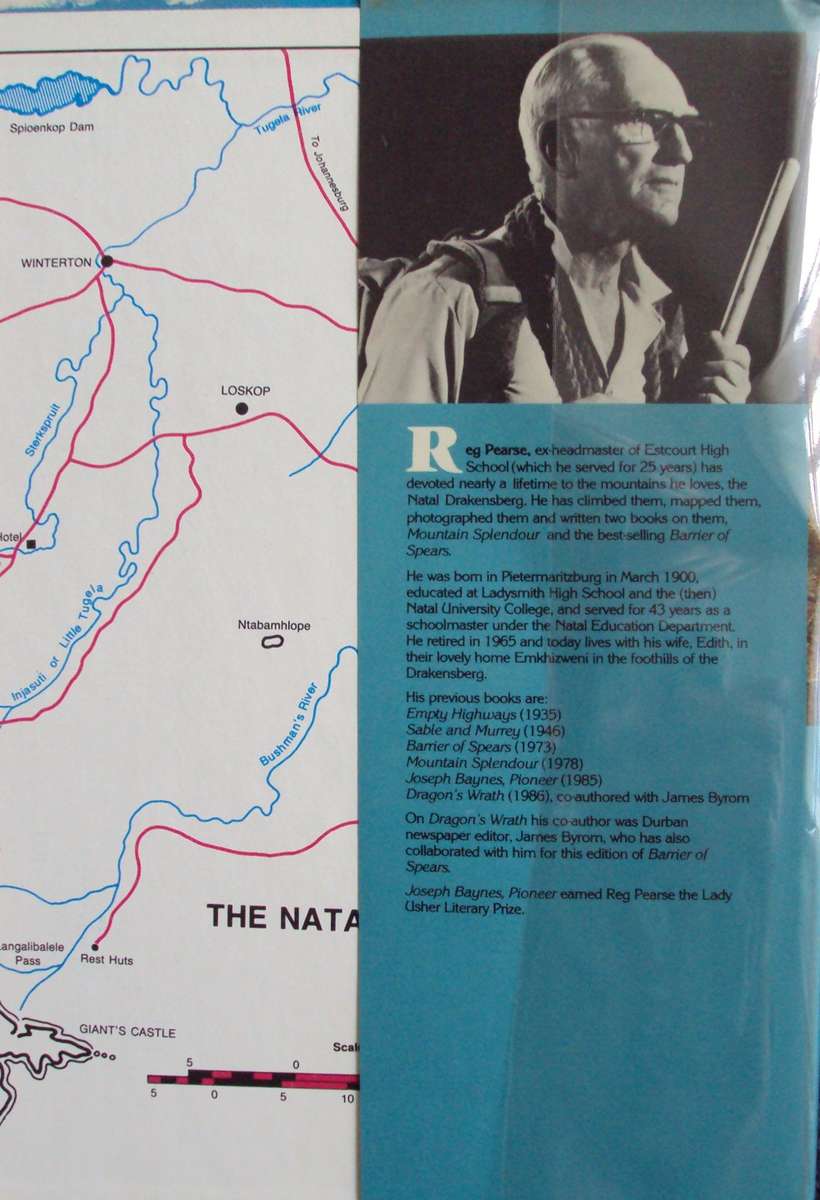 Spioenkop Dam
Tugela River
To Johannesburg
WINTERTON
LOSKOP
Sterkspruit
Hotel
Injasuti or Little Tugela
Ntabamhlope
Bushman's River
THE NATA
Langalibalele
Pass
Rest Huts
GIANT'S CASTLE
Scale
5 0
5 0 5 10
Reg Pearse, ex-headmaster of Estcourt High
School (which he served for 25 years) has
devoted nearly a lifetime to the mountains he loves, the
Natal Drakensberg. He has climbed them, mapped them,
photographed them and written two books on them,
Mountain Splendour and the best-selling Barrier of
Spears.
He was born in Pietermaritzburg in March 1900,
educated at Ladysmith High School and the (then)
Natal University College, and served for 43 years as a
schoolmaster under the Natal Education Department.
He retired in 1965 and today lives with his wife, Edith, in
their lovely home Emkhizweni in the foothills of the
Drakensberg.
His previous books are:
Empty Highways (1935)
Sable and Murrey (1946)
Barrier of Spears (1973)
Mountain Splendour (1978)
Joseph Baynes, Pioneer (1985)
Dragon's Wrath (1986), co-authored with James Byrom
On Dragon's Wrath his co-author was Durban
newspaper editor, James Byrom, who has also
collaborated with him for this edition of Barrier of
Spears.
Joseph Baynes, Pioneer earned Reg Pearse the Lady
Usher Literary Prize.